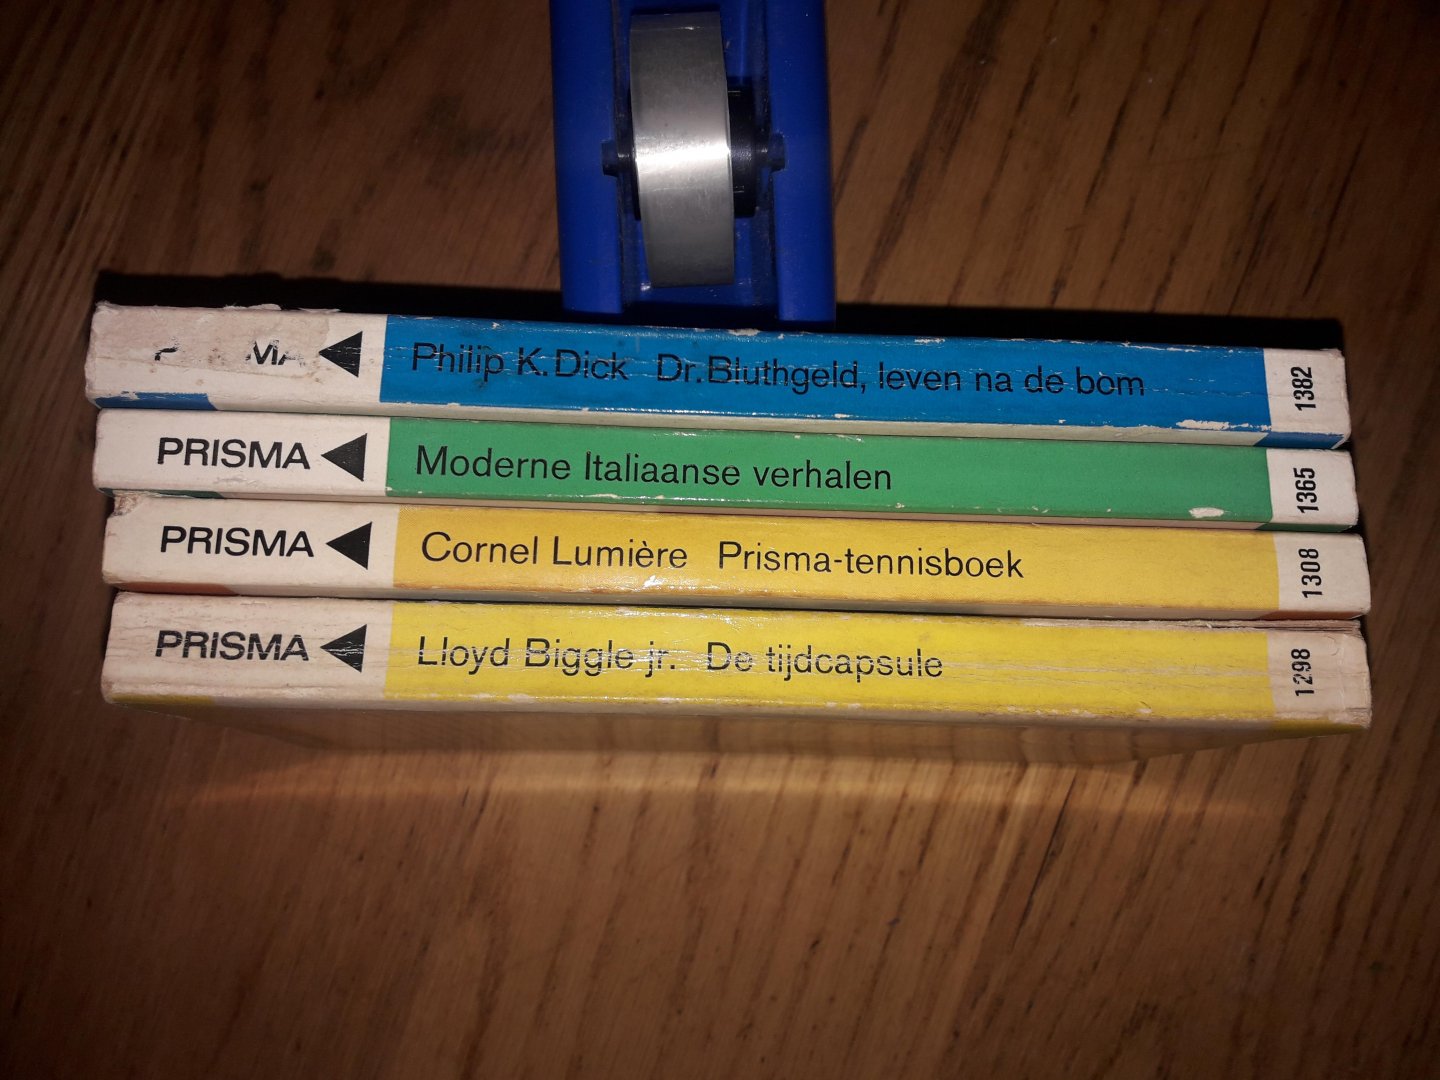 Philip K. Dick Dr. Bluthgeld, leven na de bom 1382
PRISMA Moderne Italiaanse verhalen 1365
PRISMA Cornel Lumière Prisma-tennisboek 1308
PRISMA Lloyd Biggle jr. De tijdcapsule 1298